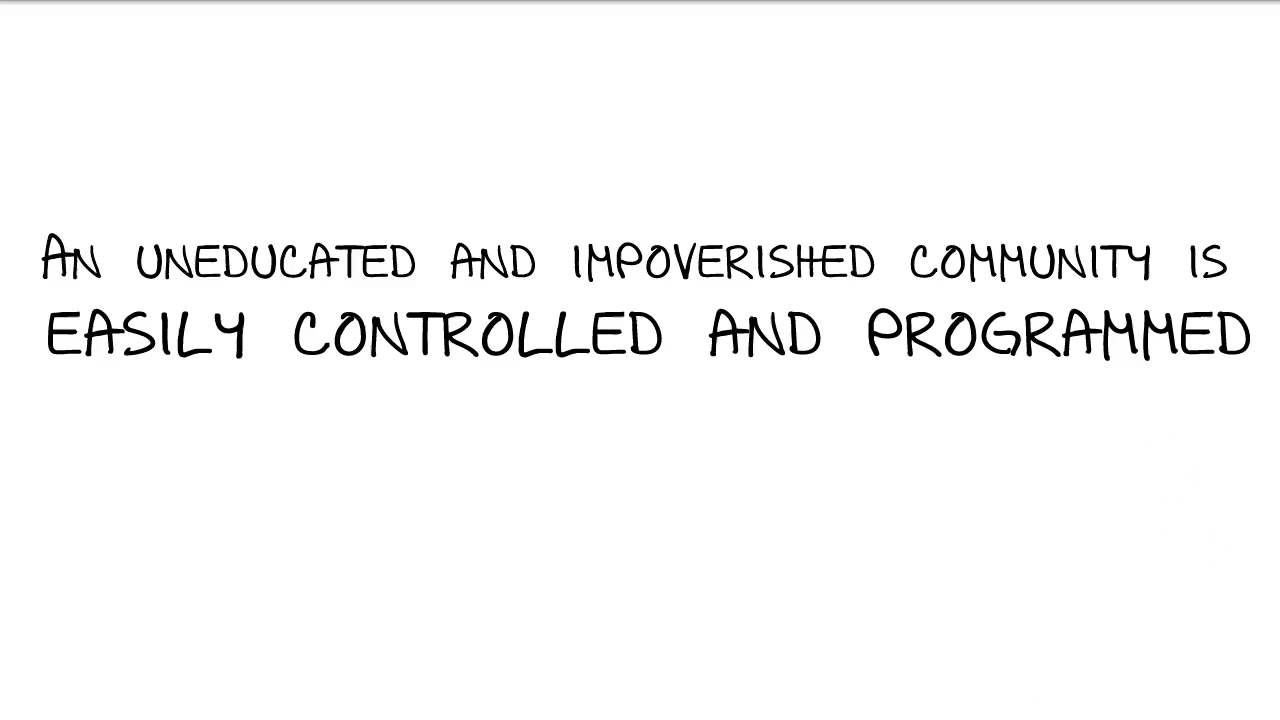 AN UNEDUCATED AND IMPOVERISHED COMMUNITY IS
EASILY CONTROLLED AND PROGRAMMED